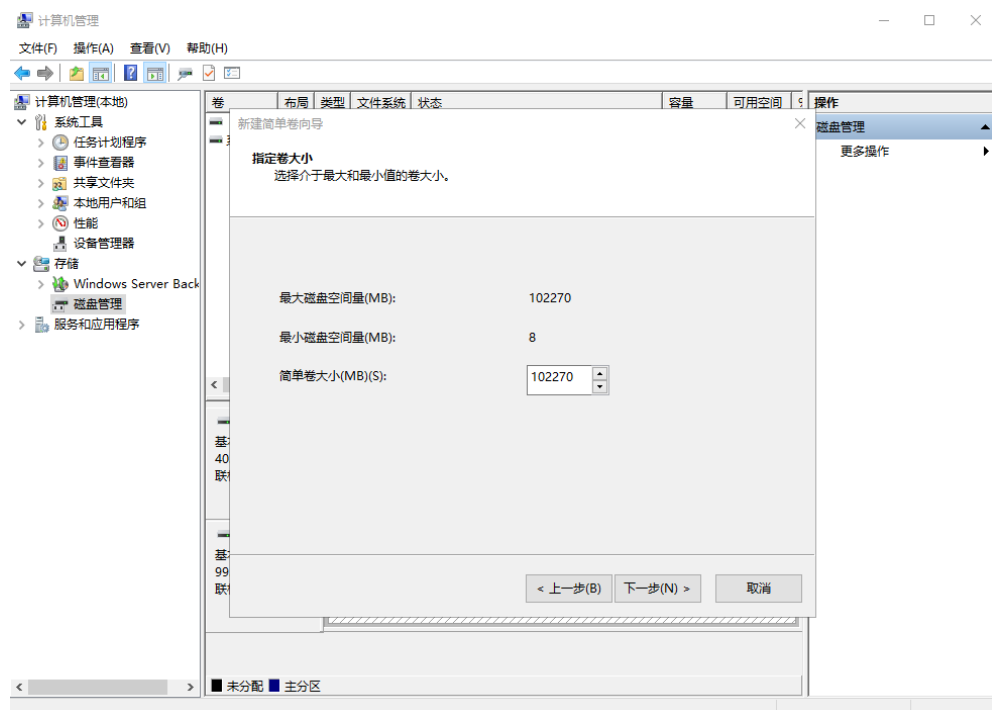 计算机管理
文件(F) 操作(A) 查看(V) 帮助(H)
计算机管理(本地)
系统工具
任务计划程序
事件查看器
共享文件夹
本地用户和组
性能
设备管理器
存储
Windows Server Back
磁盘管理
服务和应用程序
卷 布局 类型 文件系统 状态 容量 可用空间
新建简单卷向导
指定卷大小
选择介于最大和最小值的卷大小。
最大磁盘空间量(MB): 102270
最小磁盘空间量(MB): 8
简单卷大小(MB)(S): 102270
< 上一步(B) 下一步(N) > 取消
基
40
联
基
99
联
未分配 主分区
操作
磁盘管理
更多操作